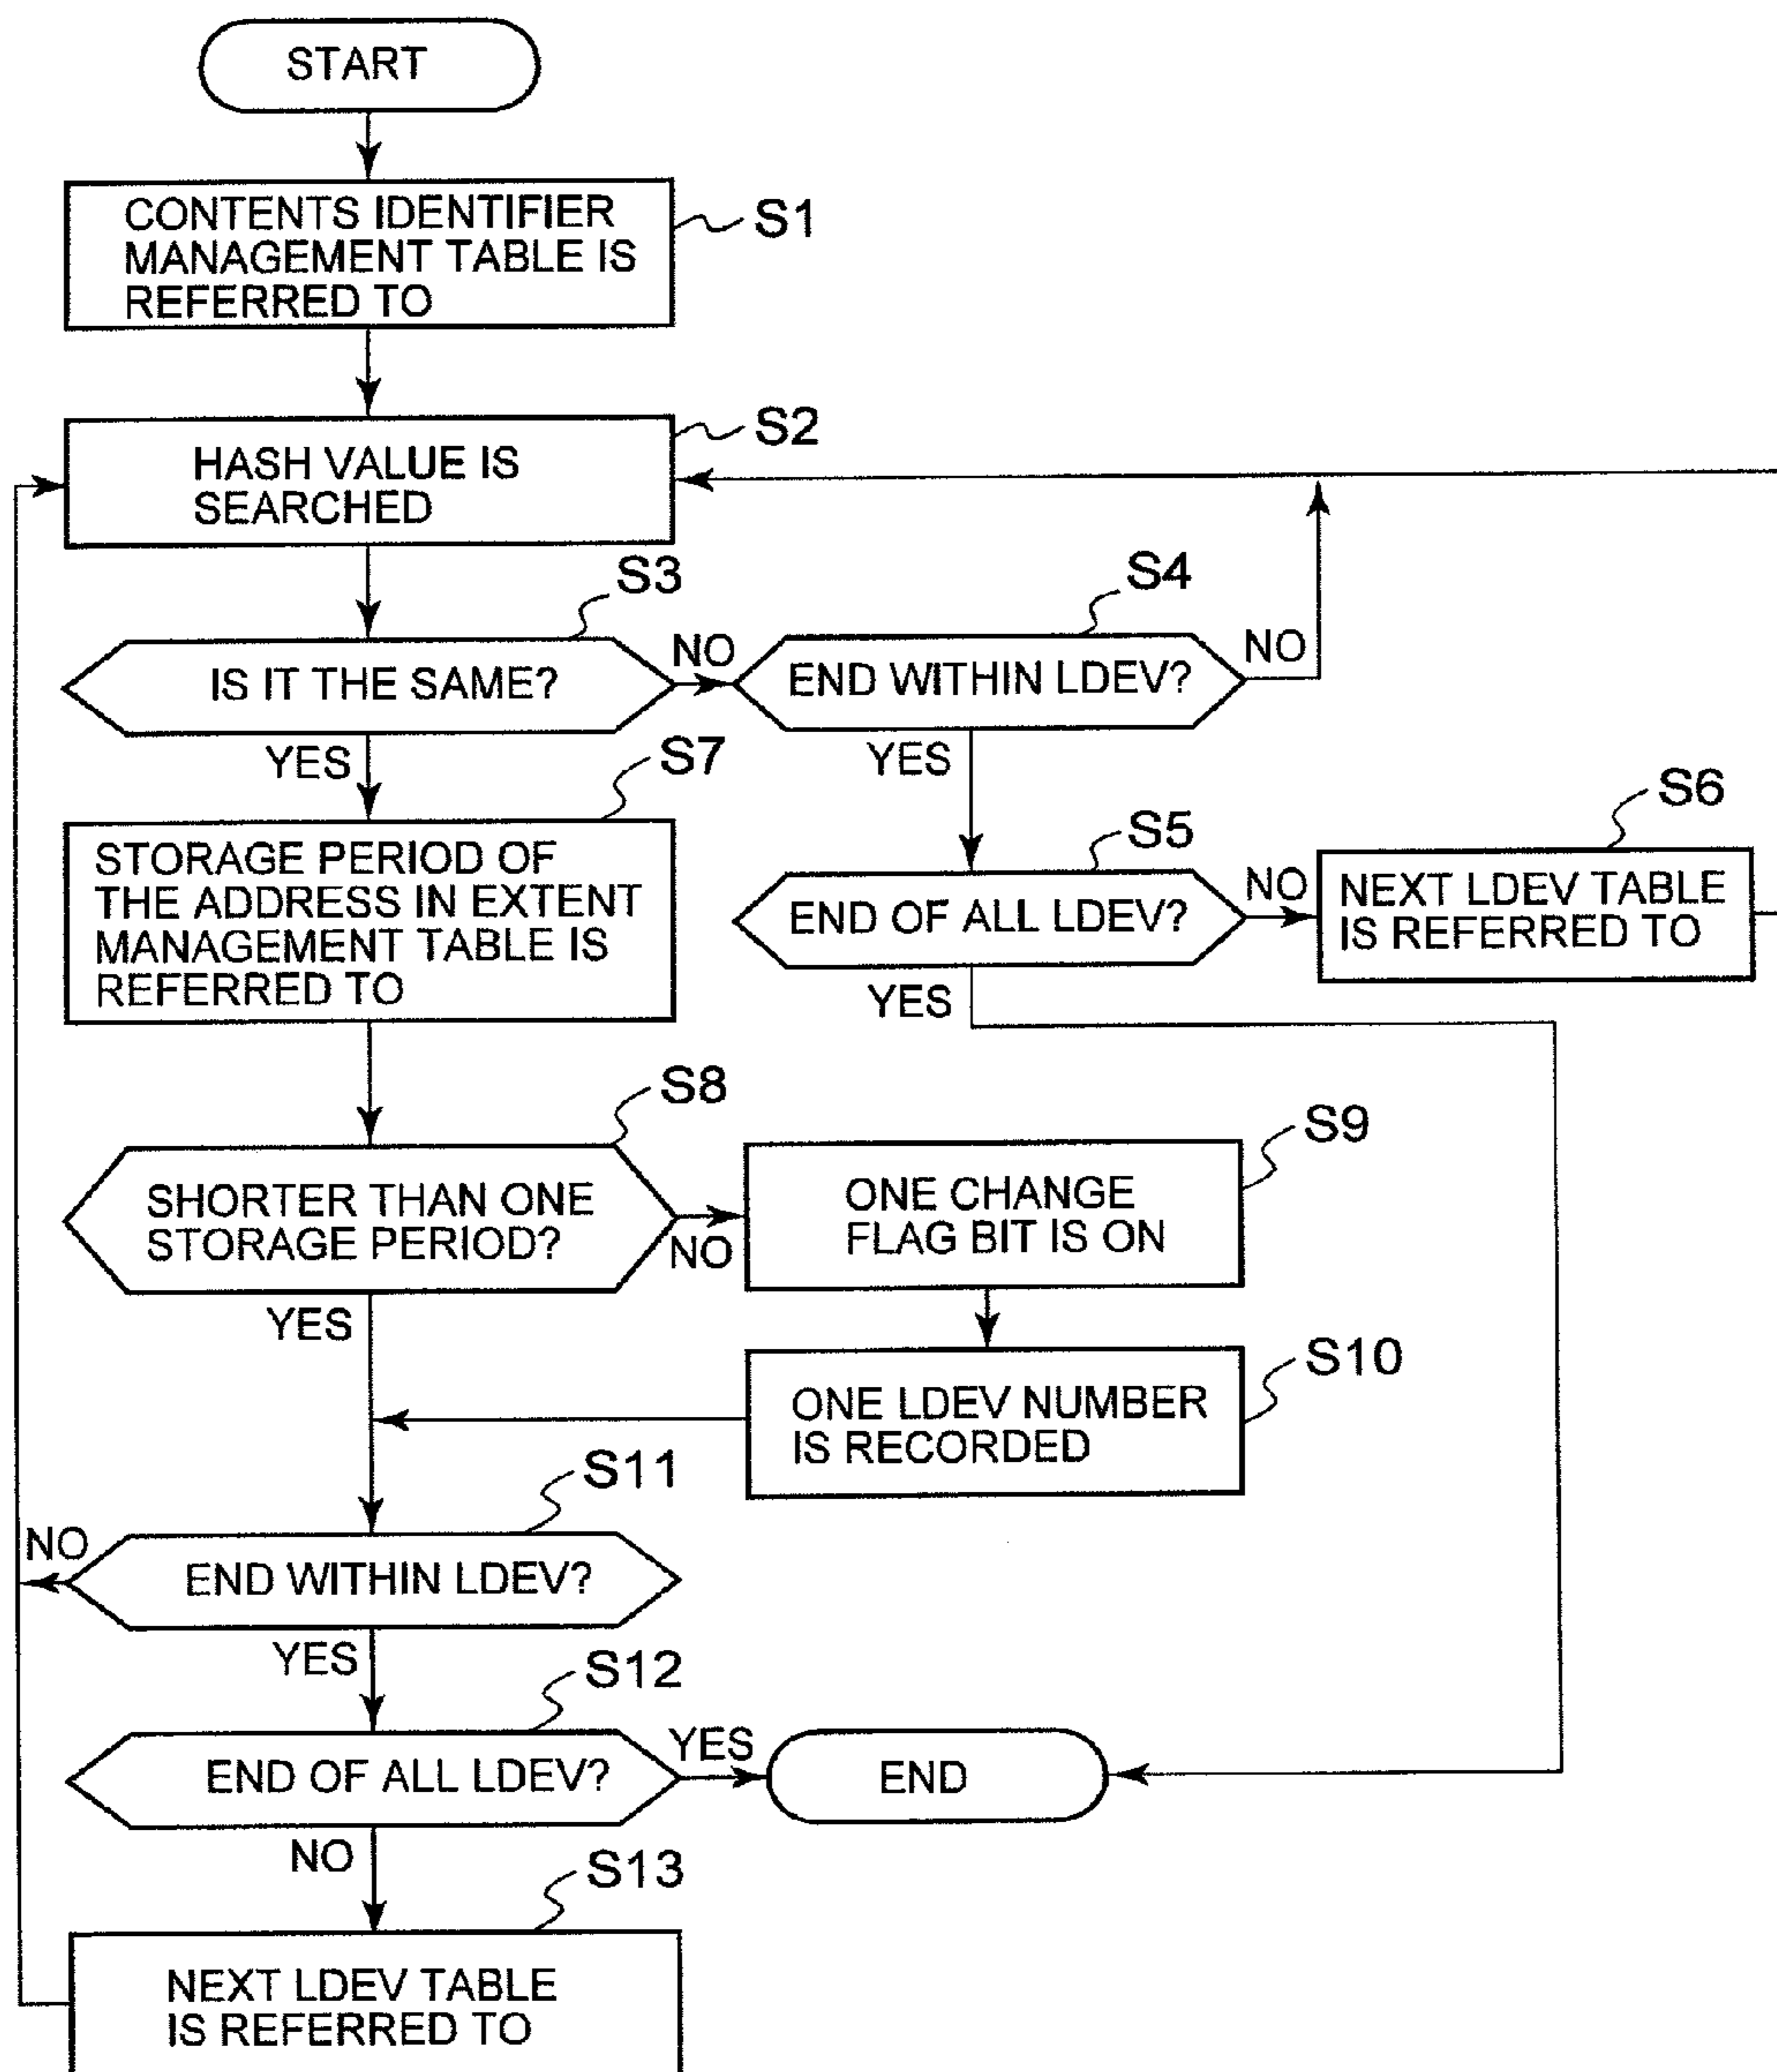 START
CONTENTS IDENTIFIER
MANAGEMENT TABLE IS
REFERRED TO
S1
HASH VALUE IS
SEARCHED
S2
IS IT THE SAME?
S3
NO
YES
END WITHIN LDEV?
S4
NO
YES
END OF ALL LDEV?
S5
NO
YES
NEXT LDEV TABLE
IS REFERRED TO
S6
STORAGE PERIOD OF
THE ADDRESS IN EXTENT
MANAGEMENT TABLE IS
REFERRED TO
S7
SHORTER THAN ONE
STORAGE PERIOD?
S8
NO
YES
ONE CHANGE
FLAG BIT IS ON
S9
ONE LDEV NUMBER
IS RECORDED
S10
END WITHIN LDEV?
S11
NO
YES
END OF ALL LDEV?
S12
YES
NO
END
NEXT LDEV TABLE
IS REFERRED TO
S13